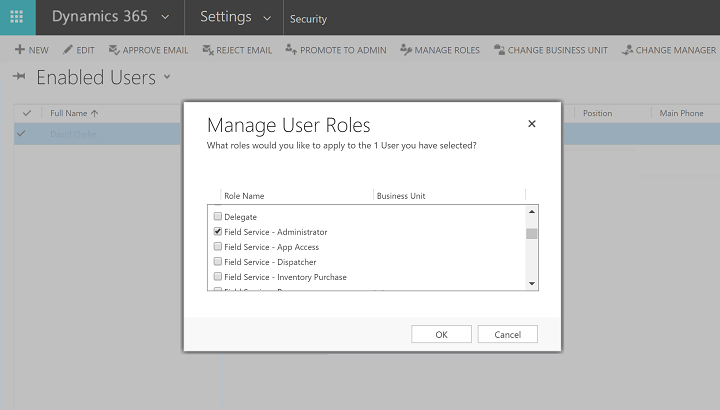 Dynamics 365 Settings Security
NEW EDIT APPROVE EMAIL REJECT EMAIL PROMOTE TO ADMIN MANAGE ROLES CHANGE BUSINESS UNIT CHANGE MANAGER
Enabled Users
Full Name Position Main Phone
Manage User Roles
What roles would you like to apply to the 1 User you have selected?
Role Name Business Unit
Delegate
Field Service - Administrator
Field Service - App Access
Field Service - Dispatcher
Field Service - Inventory Purchase
OK Cancel